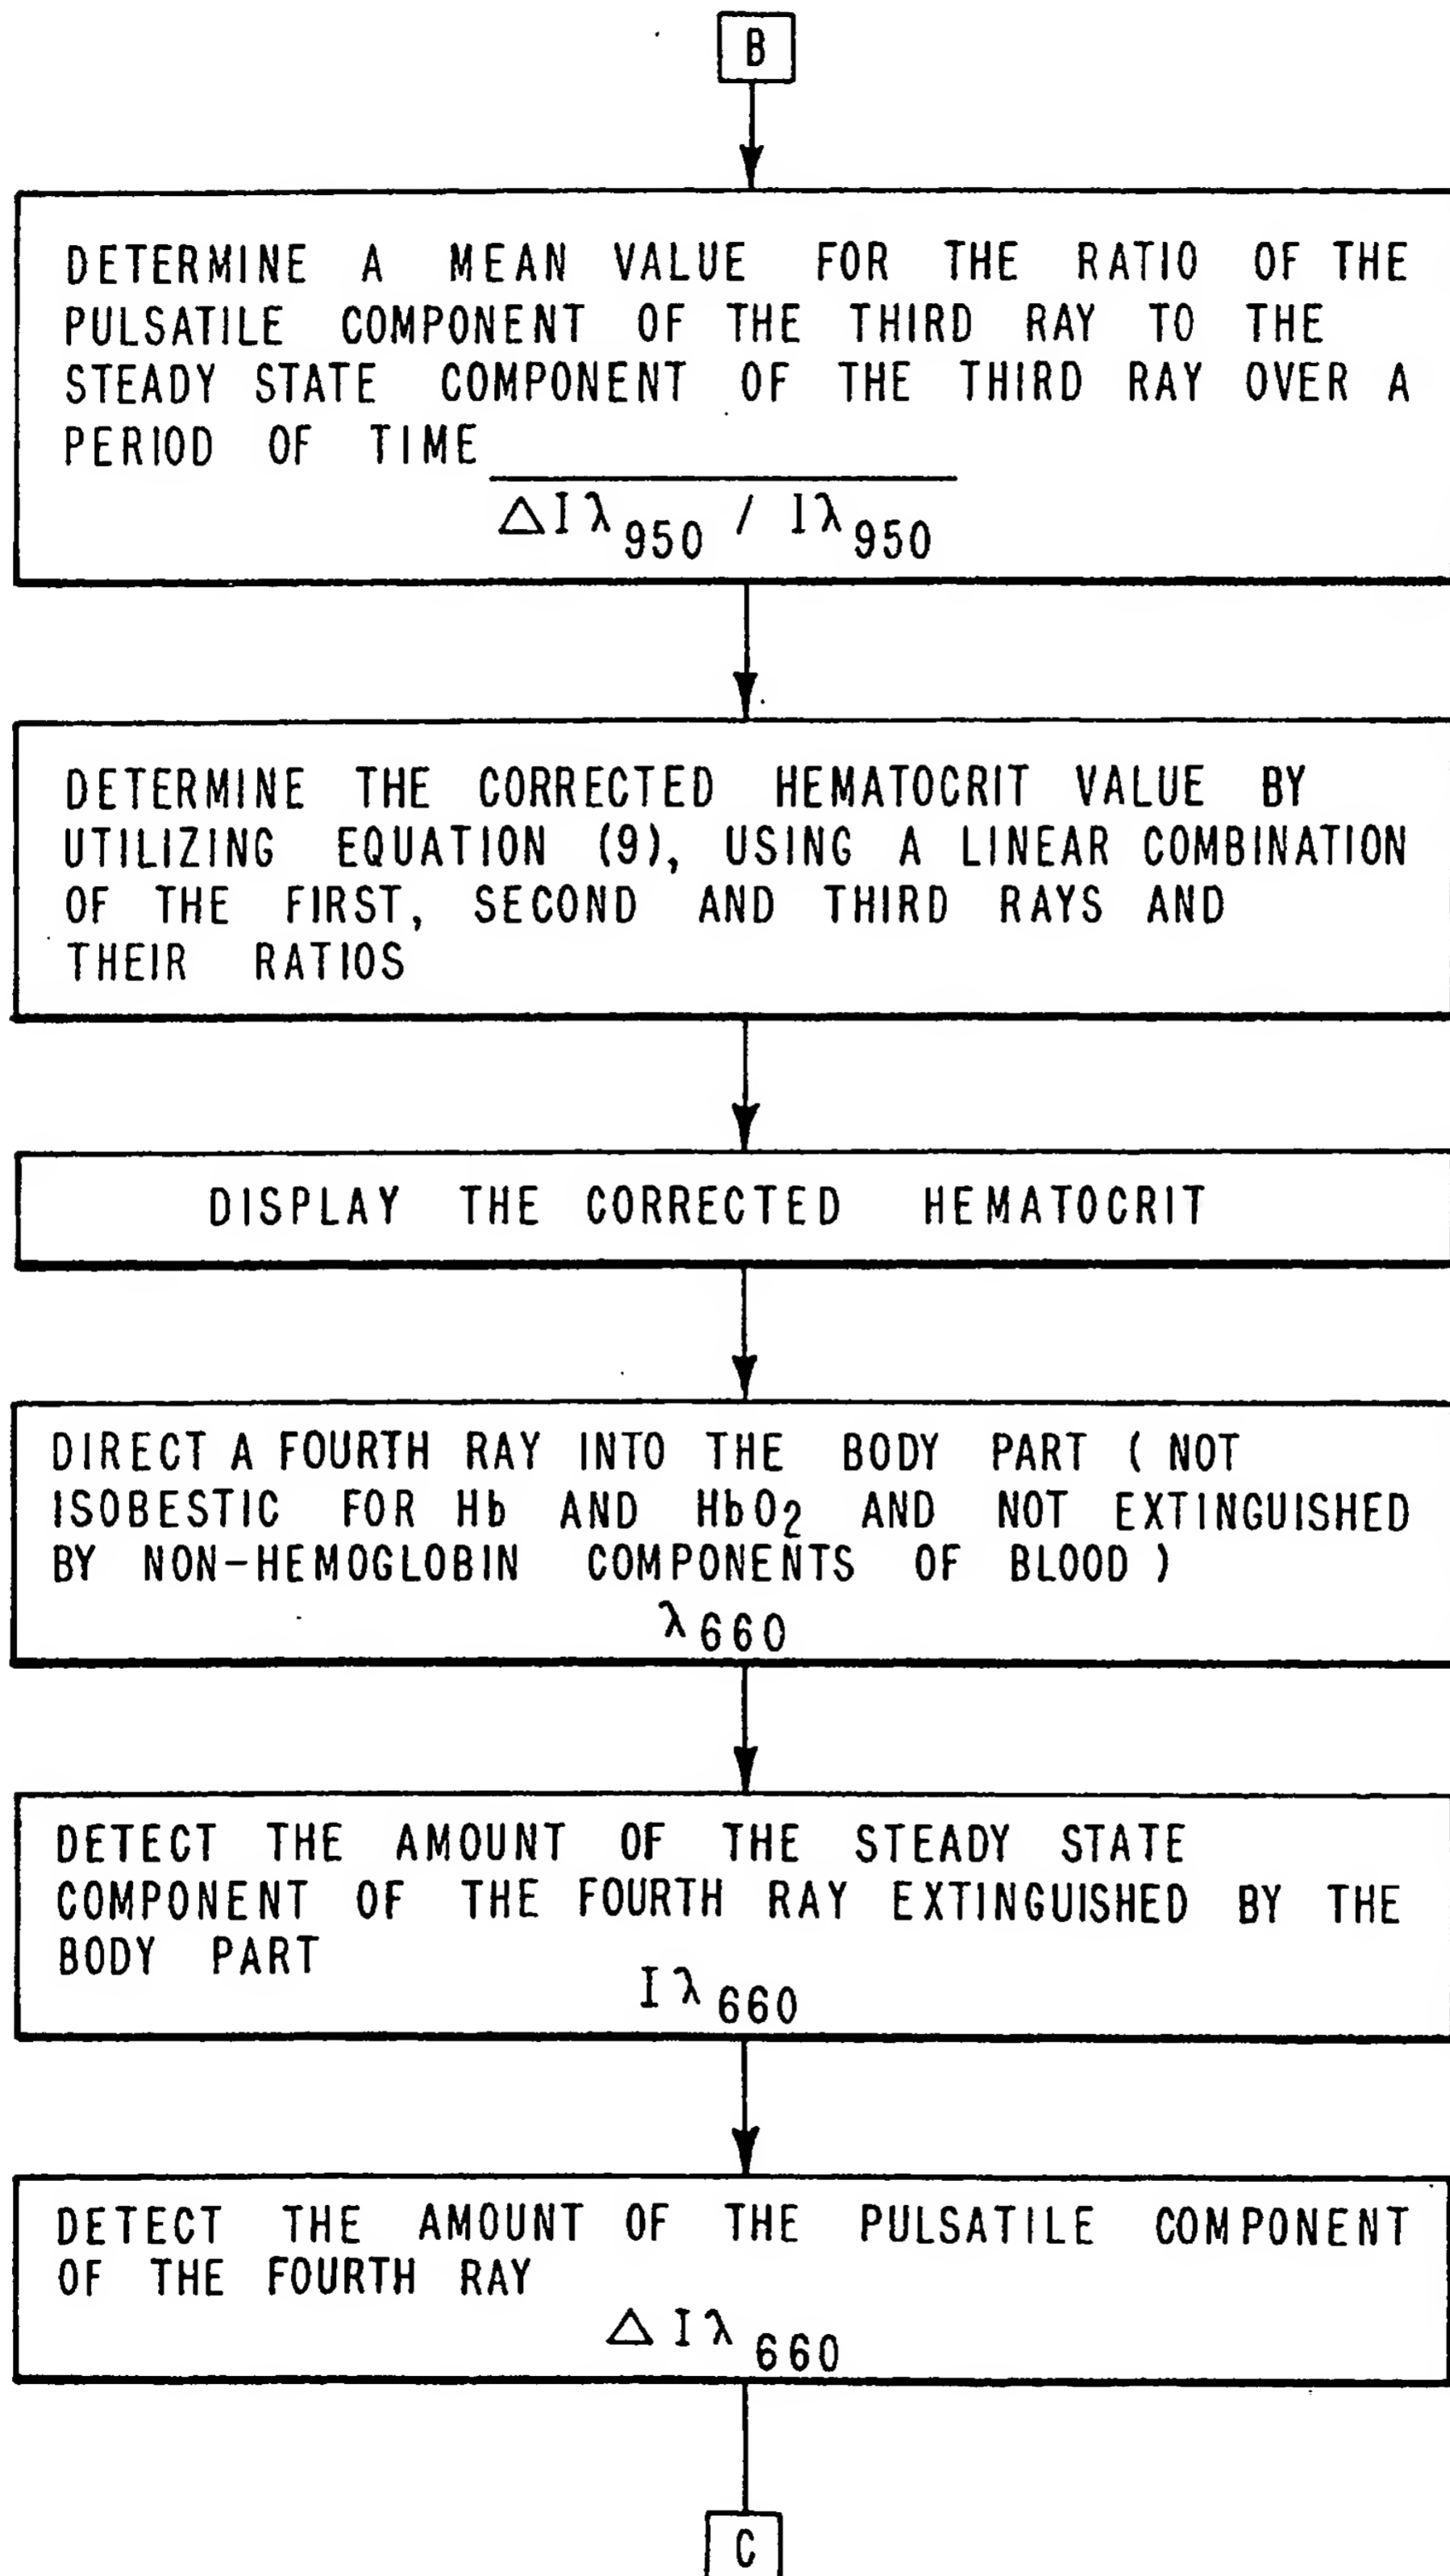 B
DETERMINE A MEAN VALUE FOR THE RATIO OF THE
PULSATILE COMPONENT OF THE THIRD RAY TO THE
STEADY STATE COMPONENT OF THE THIRD RAY OVER A
PERIOD OF TIME
ΔIλ950 / Iλ950
DETERMINE THE CORRECTED HEMATOCRIT VALUE BY
UTILIZING EQUATION (9), USING A LINEAR COMBINATION
OF THE FIRST, SECOND AND THIRD RAYS AND
THEIR RATIOS
DISPLAY THE CORRECTED HEMATOCRIT
DIRECT A FOURTH RAY INTO THE BODY PART ( NOT
ISOBESTIC FOR Hb AND HbO2 AND NOT EXTINGUISHED
BY NON-HEMOGLOBIN COMPONENTS OF BLOOD )
λ660
DETECT THE AMOUNT OF THE STEADY STATE
COMPONENT OF THE FOURTH RAY EXTINGUISHED BY THE
BODY PART
Iλ660
DETECT THE AMOUNT OF THE PULSATILE COMPONENT
OF THE FOURTH RAY
ΔIλ660
C